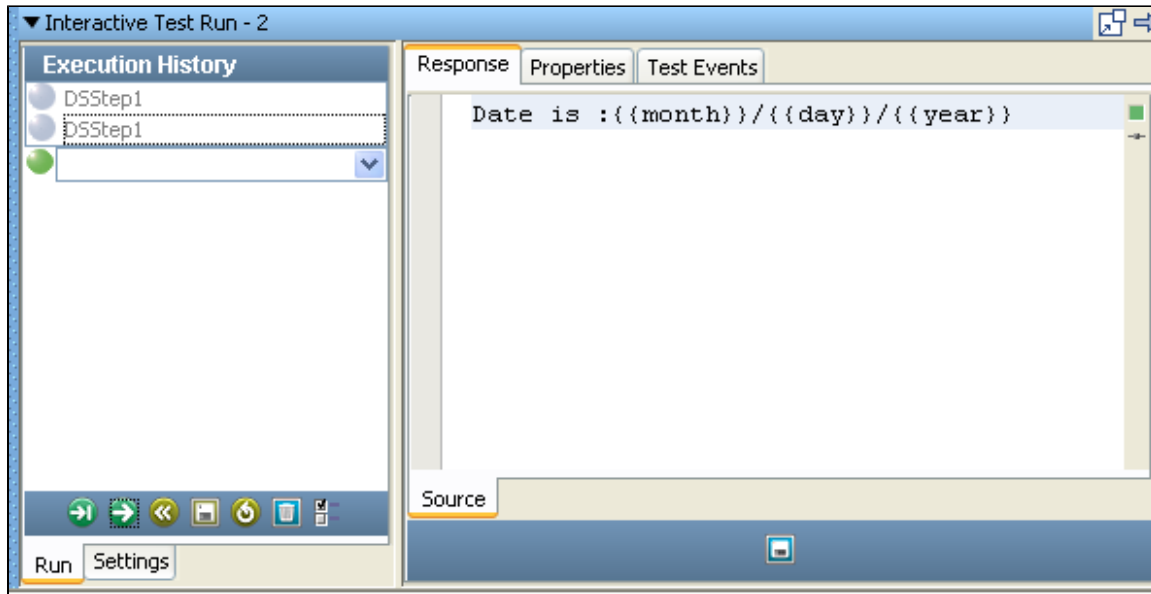 Interactive Test Run - 2
Execution History
DSStep1
DSStep1
Response Properties Test Events
Date is :{{month}}/{{day}}/{{year}}
Source
Run Settings